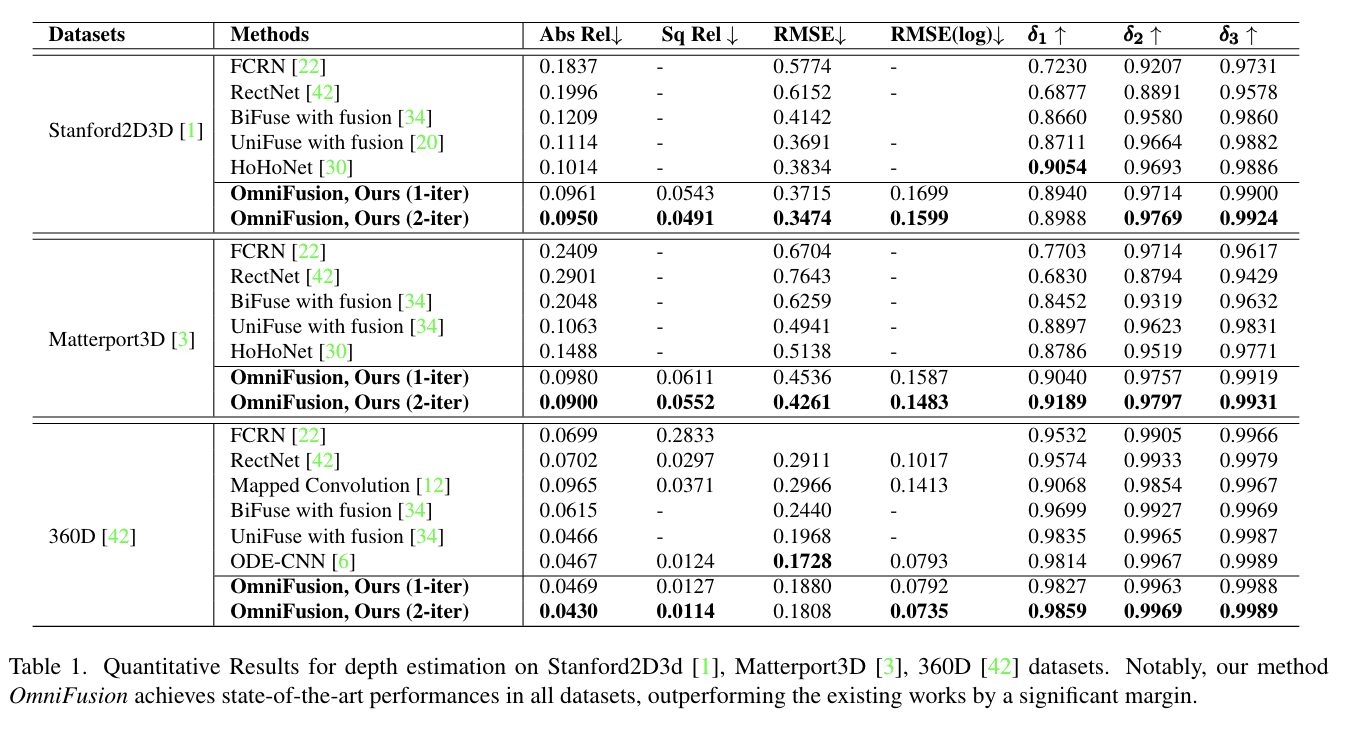 Datasets Methods Abs Rel↓ Sq Rel ↓ RMSE↓ RMSE(log)↓ δ1 ↑ δ2 ↑ δ3 ↑
Stanford2D3D [1]
FCRN [22] 0.1837 - 0.5774 - 0.7230 0.9207 0.9731
RectNet [42] 0.1996 - 0.6152 - 0.6877 0.8891 0.9578
BiFuse with fusion [34] 0.1209 - 0.4142 - 0.8660 0.9580 0.9860
UniFuse with fusion [20] 0.1114 - 0.3691 - 0.8711 0.9664 0.9882
HoHoNet [30] 0.1014 - 0.3834 - 0.9054 0.9693 0.9886
OmniFusion, Ours (1-iter) 0.0961 0.0543 0.3715 0.1699 0.8940 0.9714 0.9900
OmniFusion, Ours (2-iter) 0.0950 0.0491 0.3474 0.1599 0.8988 0.9769 0.9924
Matterport3D [3]
FCRN [22] 0.2409 - 0.6704 - 0.7703 0.9714 0.9617
RectNet [42] 0.2901 - 0.7643 - 0.6830 0.8794 0.9429
BiFuse with fusion [34] 0.2048 - 0.6259 - 0.8452 0.9319 0.9632
UniFuse with fusion [34] 0.1063 - 0.4941 - 0.8897 0.9623 0.9831
HoHoNet [30] 0.1488 - 0.5138 - 0.8786 0.9519 0.9771
OmniFusion, Ours (1-iter) 0.0980 0.0611 0.4536 0.1587 0.9040 0.9757 0.9919
OmniFusion, Ours (2-iter) 0.0900 0.0552 0.4261 0.1483 0.9189 0.9797 0.9931
360D [42]
FCRN [22] 0.0699 0.2833 0.9532 0.9905 0.9966
RectNet [42] 0.0702 0.0297 0.2911 0.1017 0.9574 0.9933 0.9979
Mapped Convolution [12] 0.0965 0.0371 0.2966 0.1413 0.9068 0.9854 0.9967
BiFuse with fusion [34] 0.0615 - 0.2440 - 0.9699 0.9927 0.9969
UniFuse with fusion [34] 0.0466 - 0.1968 - 0.9835 0.9965 0.9987
ODE-CNN [6] 0.0467 0.0124 0.1728 0.0793 0.9814 0.9967 0.9989
OmniFusion, Ours (1-iter) 0.0469 0.0127 0.1880 0.0792 0.9827 0.9963 0.9988
OmniFusion, Ours (2-iter) 0.0430 0.0114 0.1808 0.0735 0.9859 0.9969 0.9989
Table 1. Quantitative Results for depth estimation on Stanford2D3d [1], Matterport3D [3], 360D [42] datasets. Notably, our method
OmniFusion achieves state-of-the-art performances in all datasets, outperforming the existing works by a significant margin.